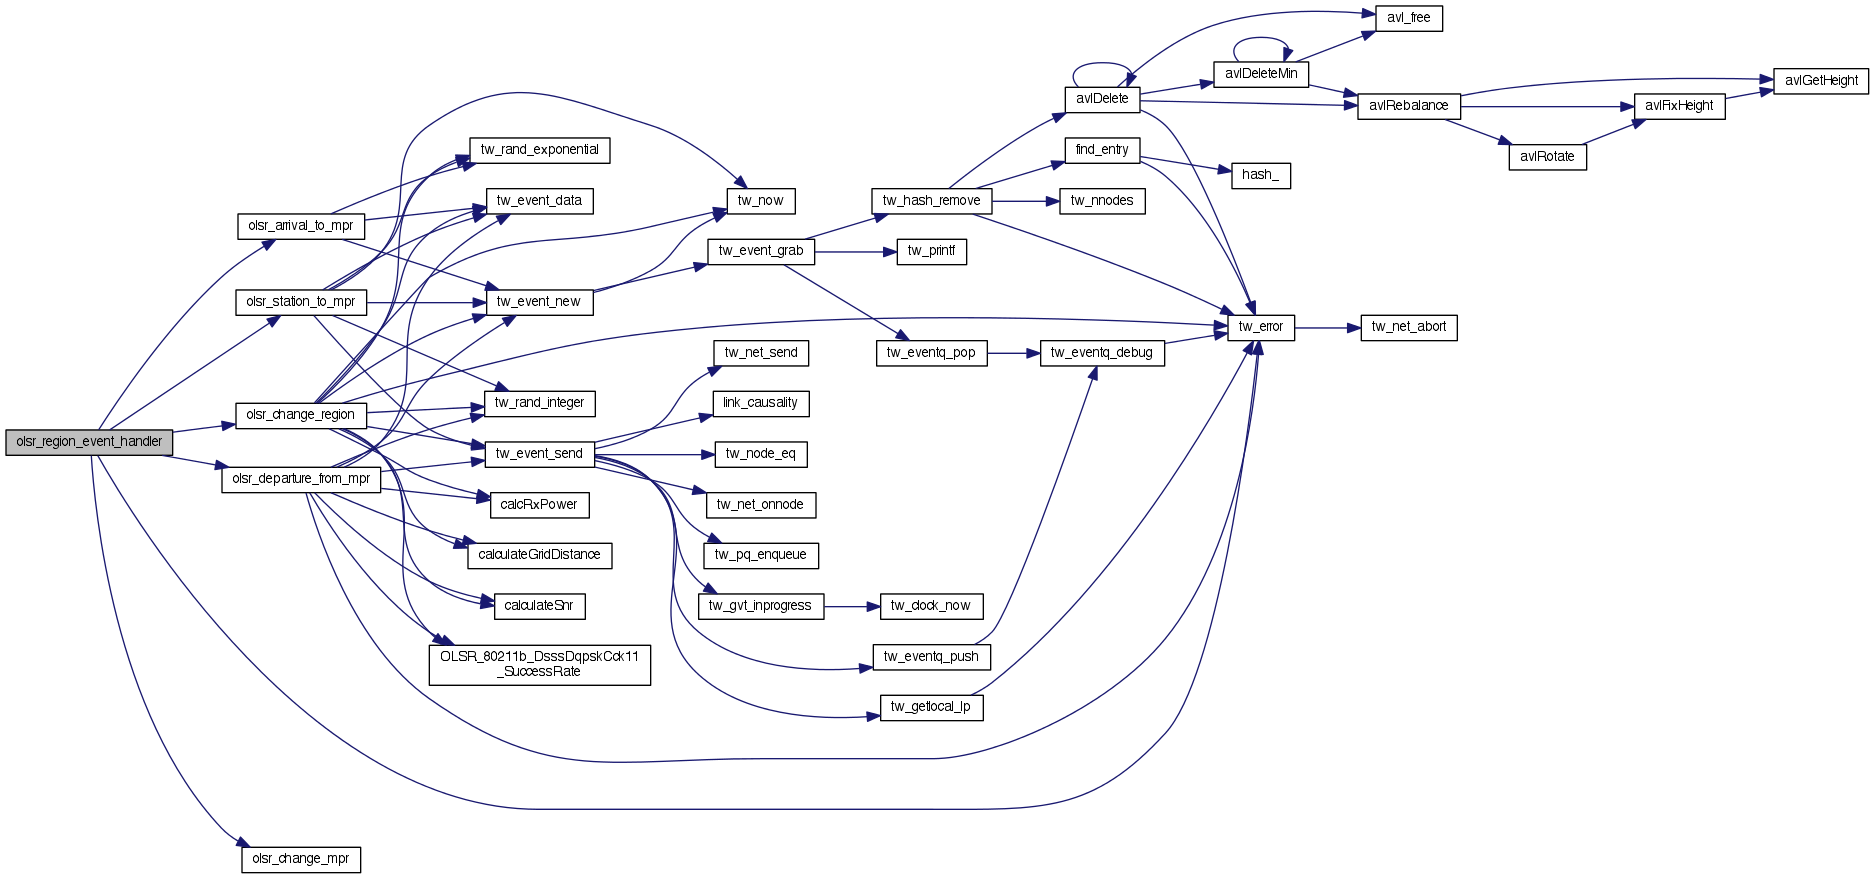 olsr_region_event_handler
olsr_arrival_to_mpr
olsr_station_to_mpr
olsr_change_region
olsr_departure_from_mpr
olsr_change_mpr
tw_rand_exponential
tw_event_data
tw_event_new
tw_rand_integer
tw_event_send
calcRxPower
calculateGridDistance
calculateSnr
OLSR_80211b_DsssDqpskCck11
_SuccessRate
tw_now
tw_event_grab
tw_net_send
link_causality
tw_node_eq
tw_net_onnode
tw_pq_enqueue
tw_gvt_inprogress
tw_hash_remove
tw_printf
tw_eventq_pop
tw_clock_now
tw_eventq_push
tw_getlocal_lp
avlDelete
find_entry
tw_nnodes
tw_eventq_debug
avlDeleteMin
hash_
tw_error
avl_free
avlRebalance
tw_net_abort
avlRotate
avlFixHeight
avlGetHeight